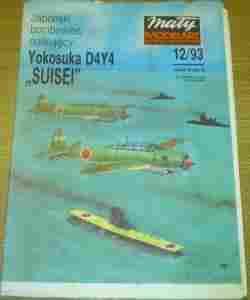 Japoński
bombowiec
nurkujący
Yokosuka D4Y4
„SUISEI"
Mały
MODELARZ
12/93